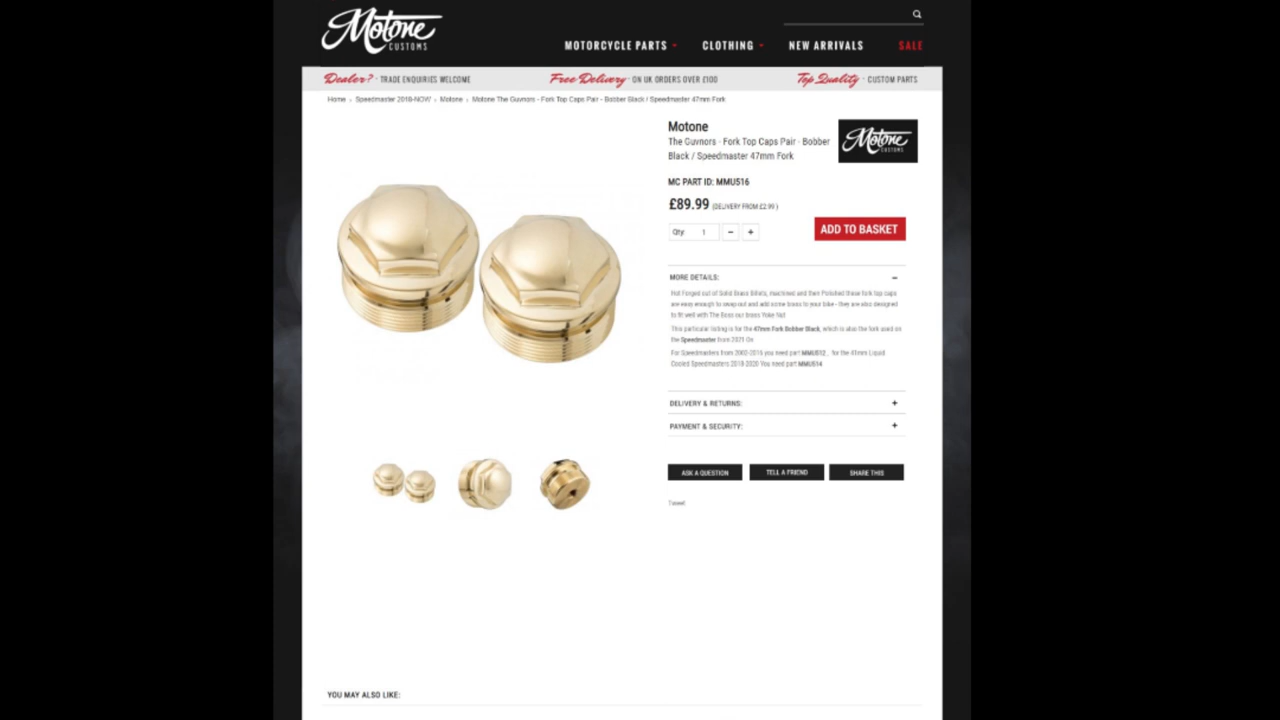 Motone
CUSTOMS
MOTORCYCLE PARTS
CLOTHING
NEW ARRIVALS
SALE
Dealer? · TRADE ENQUIRIES WELCOME
Free Delivery · ON UK ORDERS OVER £100
Top Quality · CUSTOM PARTS
Home » Speedmaster 2018-NOW » Motone » Motone The Guvnors - Fork Top Caps Pair - Bobber Black / Speedmaster 47mm Fork
Motone
The Guvnors - Fork Top Caps Pair - Bobber
Black / Speedmaster 47mm Fork
Motone
CUSTOMS
MC PART ID: MMU516
£89.99 (DELIVERY FROM £2.99 )
Qty: 1 − +
ADD TO BASKET
MORE DETAILS: −
Hot Forged out of Solid Brass Billets, machined and then Polished these fork top caps
are easy enough to swap out and add some brass to your bike - they are also designed
to fit well with The Boss our brass Yoke Nut
This particular listing is for the 47mm Fork Bobber Black, which is also the fork used on
the Speedmaster from 2021 On
For Speedmasters from 2002-2016 you need part MMU512 , for the 41mm Liquid
Cooled Speedmasters 2018-2020 You need part MMU514
DELIVERY & RETURNS: +
PAYMENT & SECURITY: +
ASK A QUESTION
TELL A FRIEND
SHARE THIS
Tweet
YOU MAY ALSO LIKE: